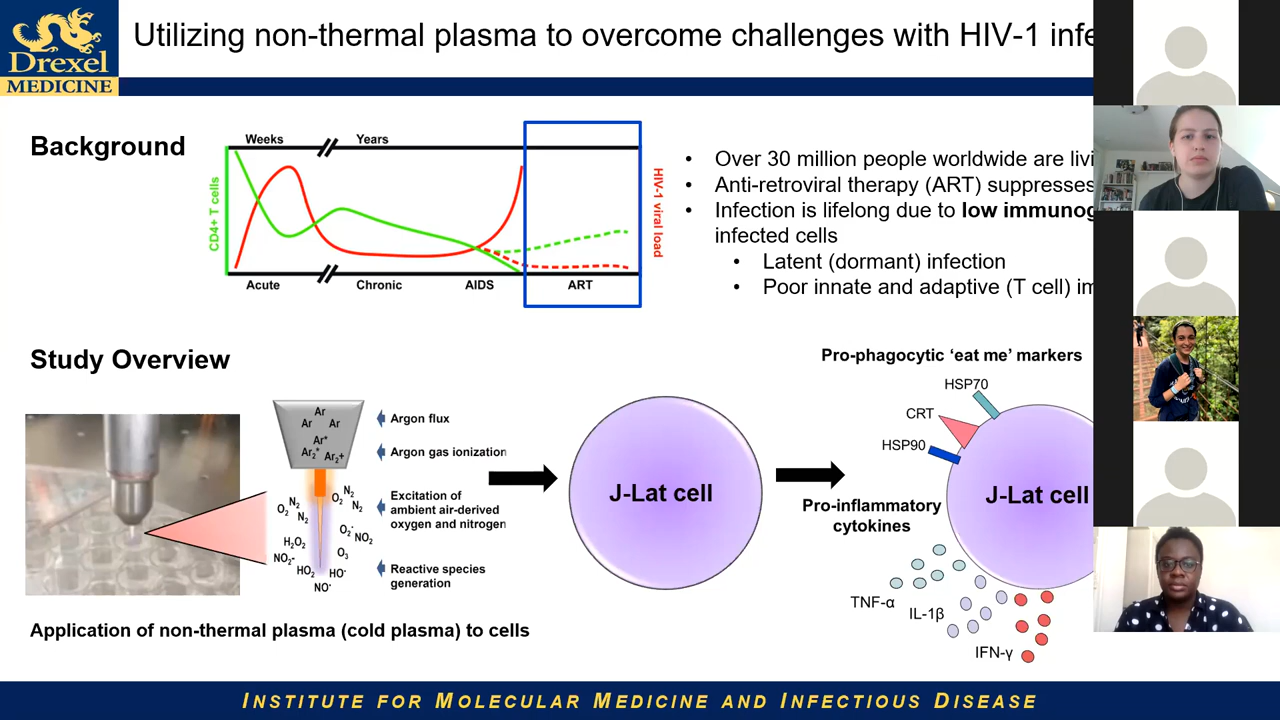 Drexel
MEDICINE
Utilizing non-thermal plasma to overcome challenges with HIV-1
Background
Weeks
Years
CD4+ T cells
HIV-1 viral load
Acute
Chronic
AIDS
ART
• Over 30 million people worldwide are
• Anti-retroviral therapy (ART) suppresses
• Infection is lifelong due to low
infected cells
• Latent (dormant) infection
• Poor innate and adaptive (T cell)
Study Overview
Ar
Ar Ar
Ar*
Ar2* Ar2+
Argon flux
Argon gas ionization
Excitation of
ambient air-derived
oxygen and nitrogen
Reactive species
generation
N2
O2
N2
O2
N2
N2
H2O2
NO2-
HO2
NO·
O2·
NO2
O3
HO·
J-Lat cell
Pro-phagocytic ‘eat me’ markers
HSP70
CRT
HSP90
J-Lat cell
Pro-inflammatory
cytokines
TNF-α
IL-1β
IFN-γ
Application of non-thermal plasma (cold plasma) to cells
INSTITUTE FOR MOLECULAR MEDICINE AND INFECTIOUS DISEASE